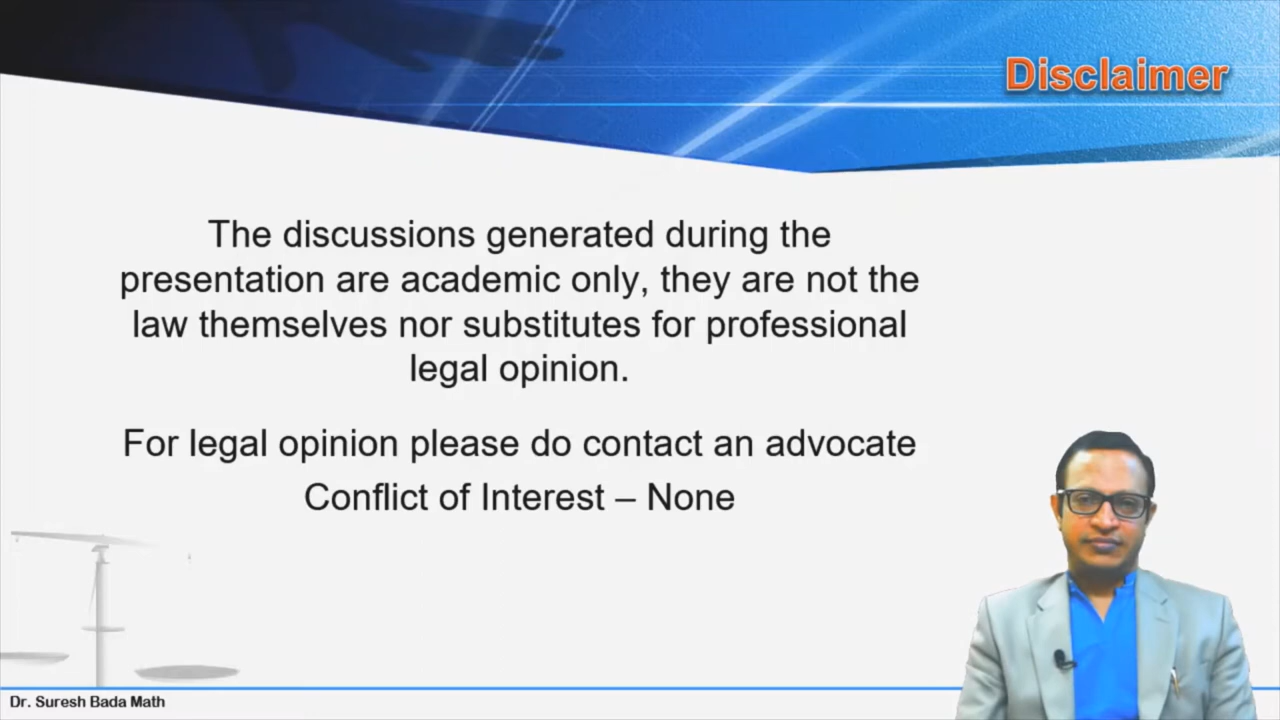 Disclaimer
The discussions generated during the
presentation are academic only, they are not the
law themselves nor substitutes for professional
legal opinion.
For legal opinion please do contact an advocate
Conflict of Interest – None
Dr. Suresh Bada Math